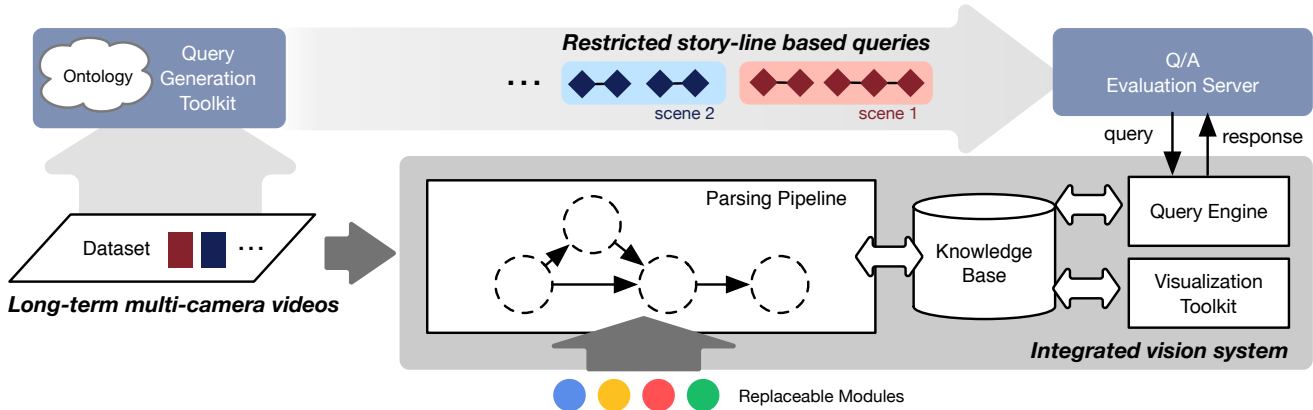 Ontology
Query
Generation
Toolkit
Restricted story-line based queries
...
scene 2
scene 1
Q/A
Evaluation Server
query
response
Dataset
...
Long-term multi-camera videos
Parsing Pipeline
Knowledge
Base
Query Engine
Visualization
Toolkit
Integrated vision system
Replaceable Modules